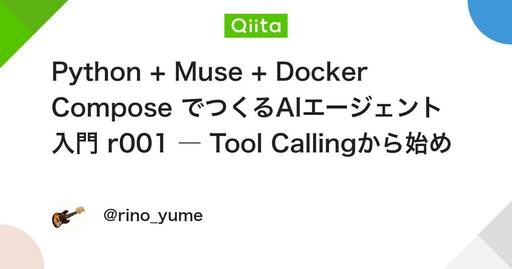 Qiita
Python + Muse + Docker
Compose でつくるAIエージェント
入門 r001 ― Tool Callingから始め
@rino_yume